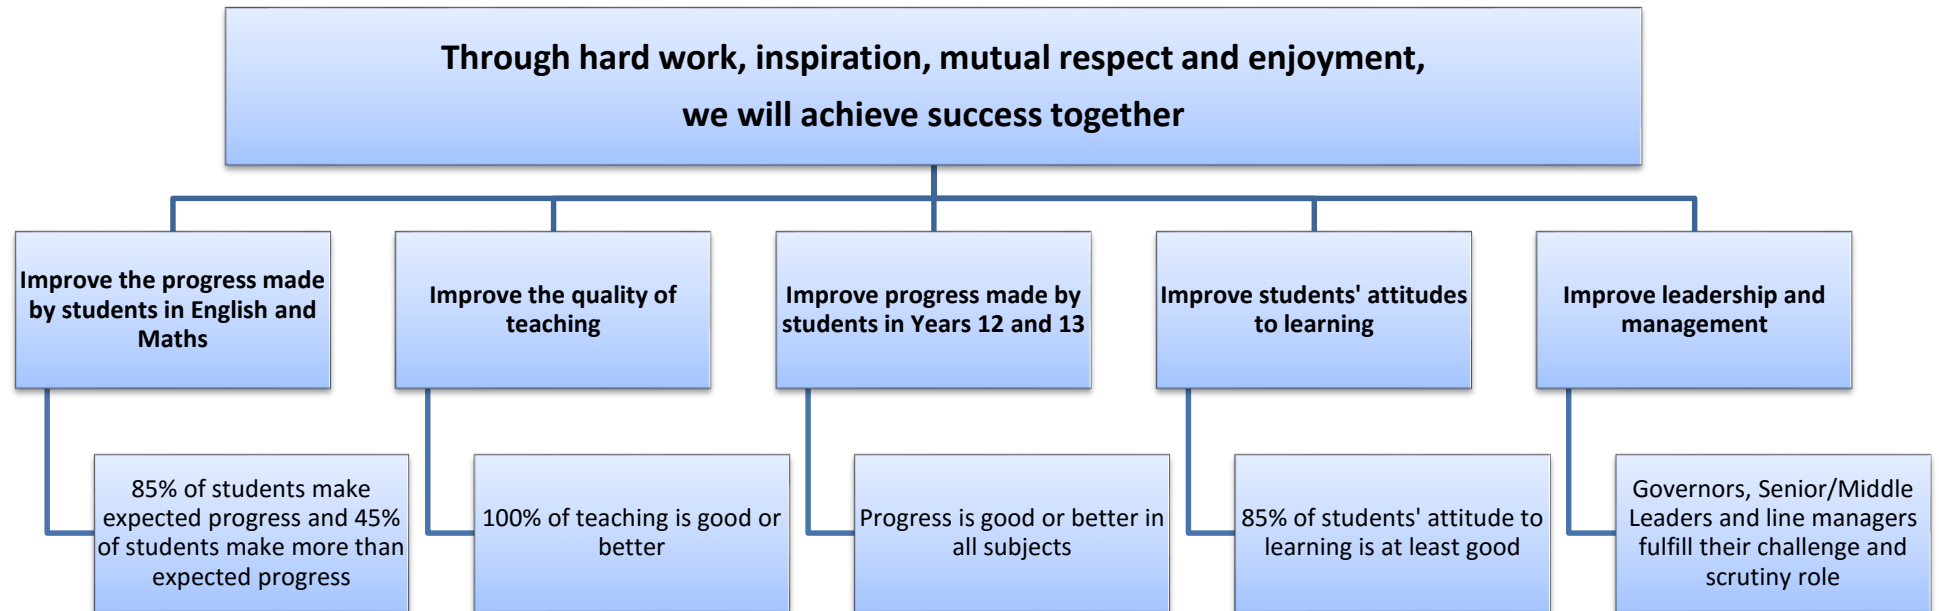 Through hard work, inspiration, mutual respect and enjoyment,
we will achieve success together
Improve the progress made
by students in English and
Maths
Improve the quality of
teaching
Improve progress made by
students in Years 12 and 13
Improve students' attitudes
to learning
Improve leadership and
management
85% of students make
expected progress and 45%
of students make more than
expected progress
100% of teaching is good or
better
Progress is good or better in
all subjects
85% of students' attitude to
learning is at least good
Governors, Senior/Middle
Leaders and line managers
fulfill their challenge and
scrutiny role